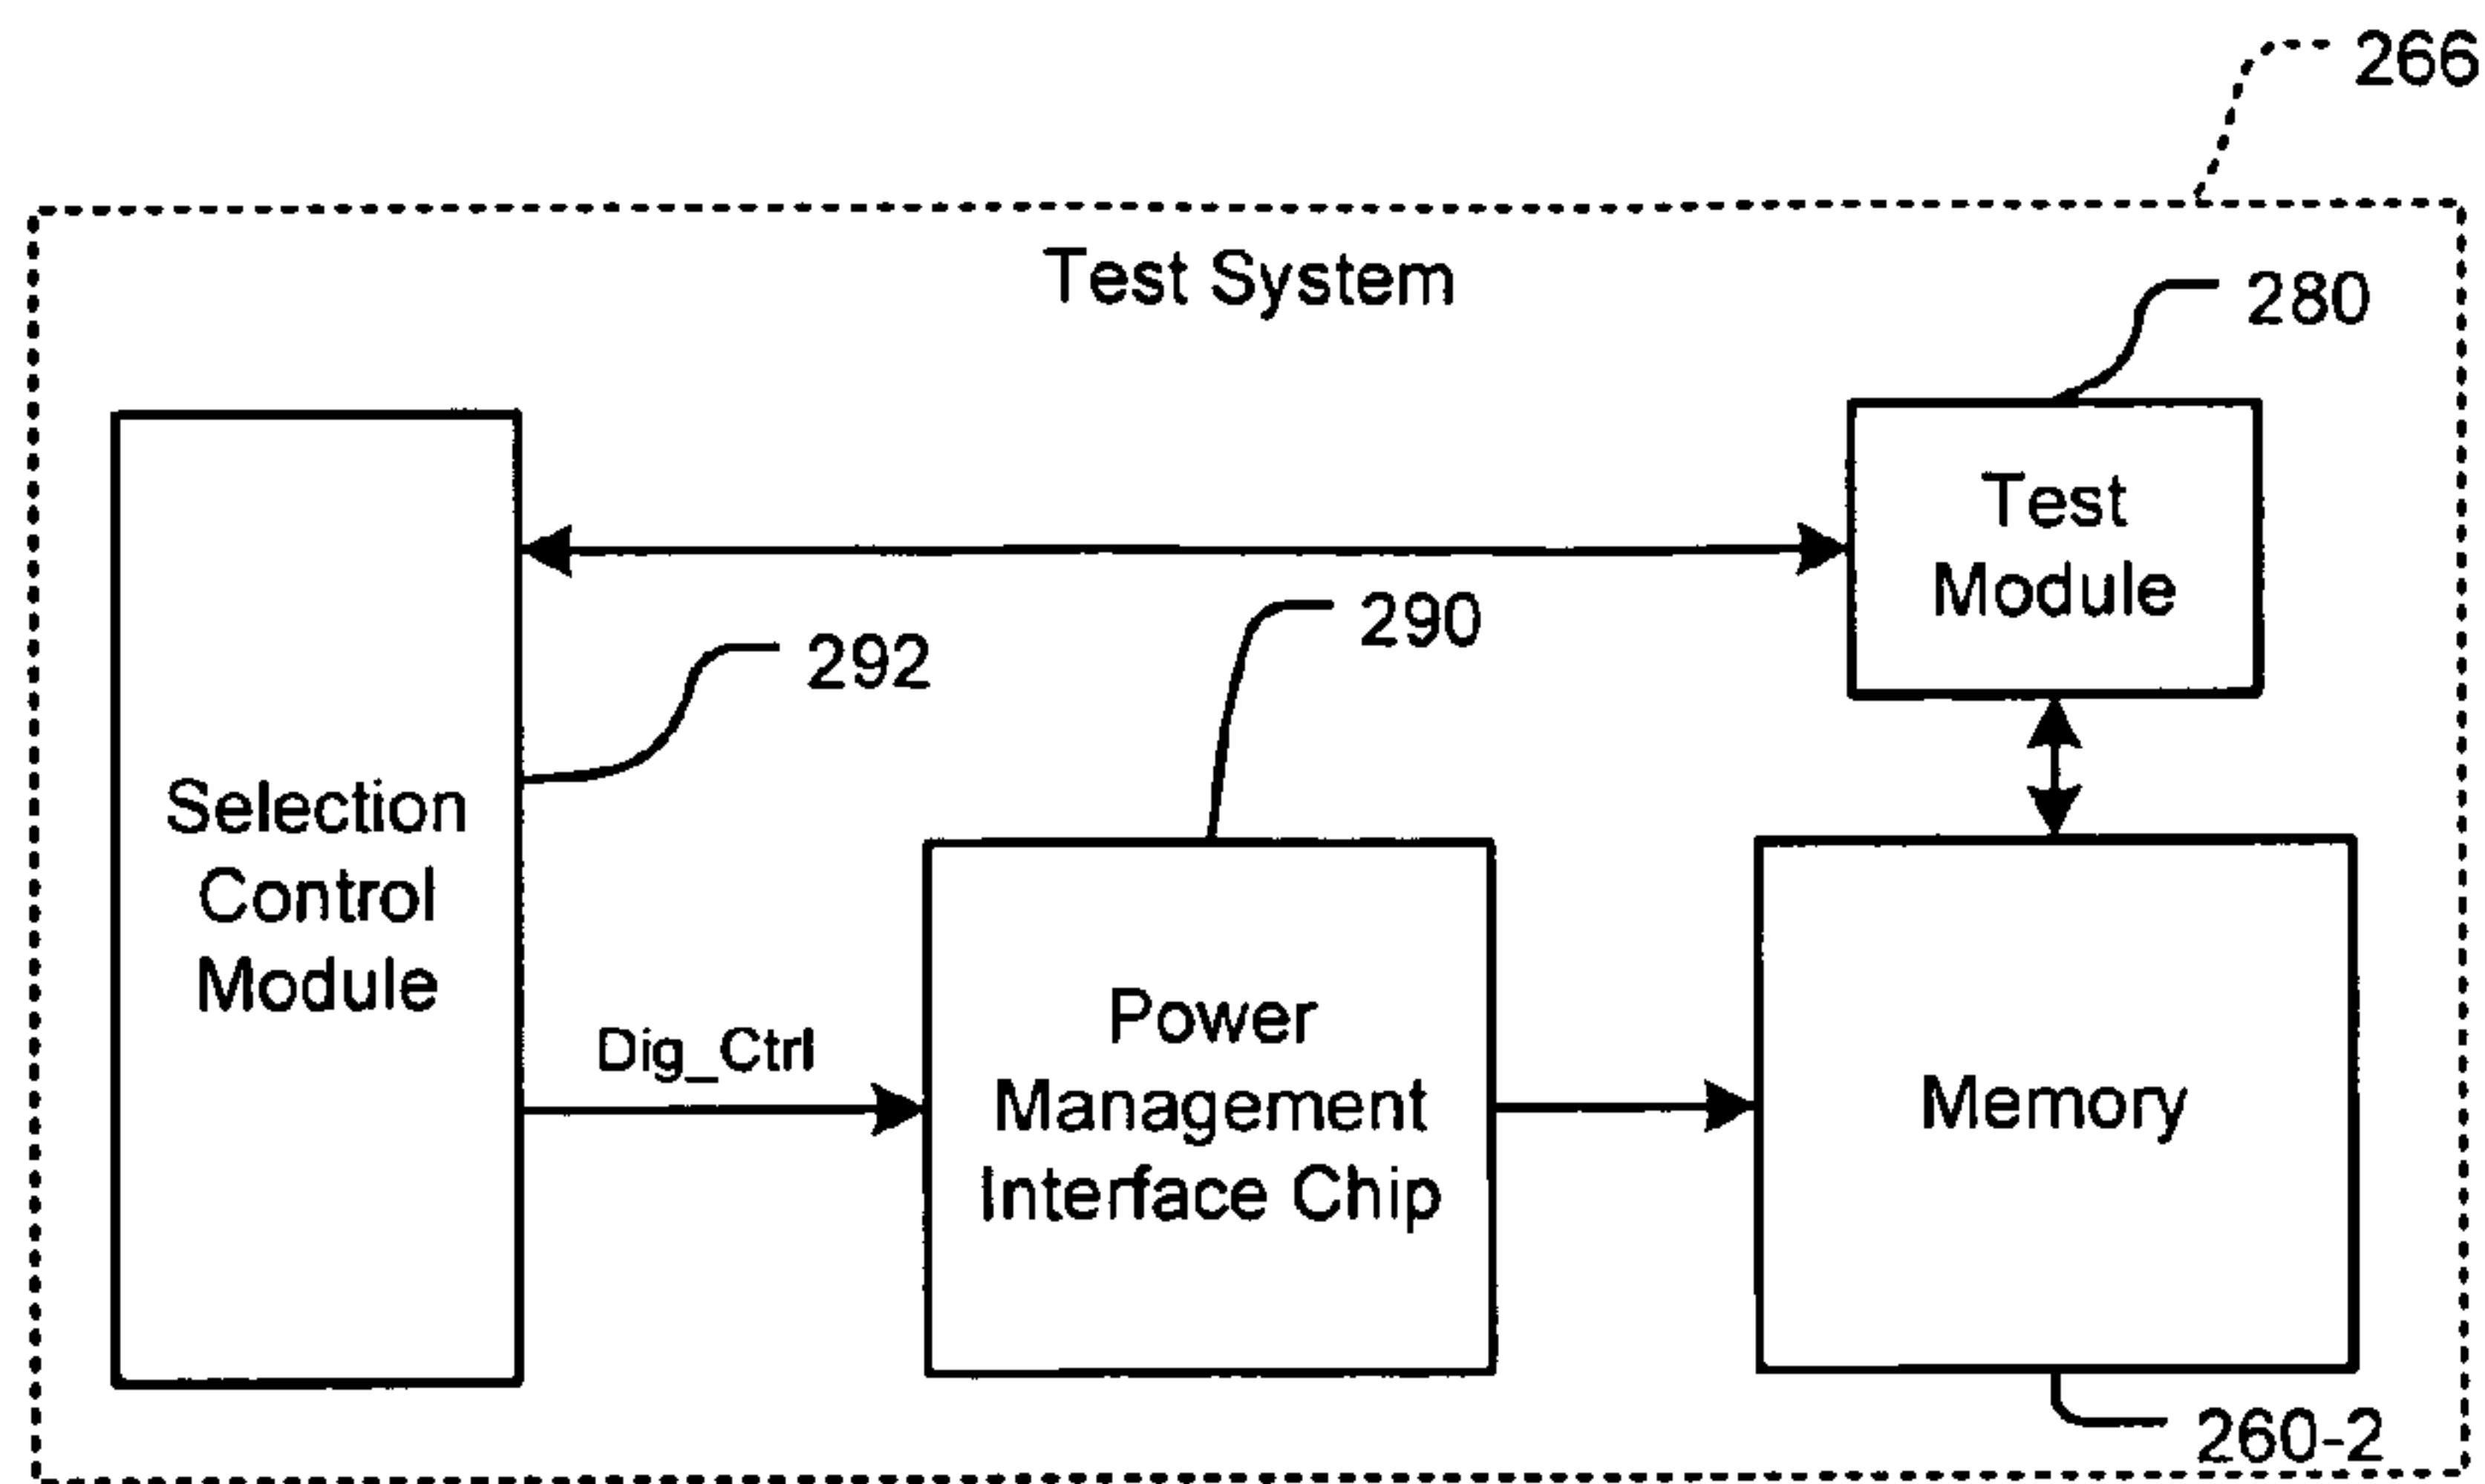 266
Test System
280
Test
Module
290
292
Selection
Control
Module
Dig_Ctrl
Power
Management
Interface Chip
Memory
260-2